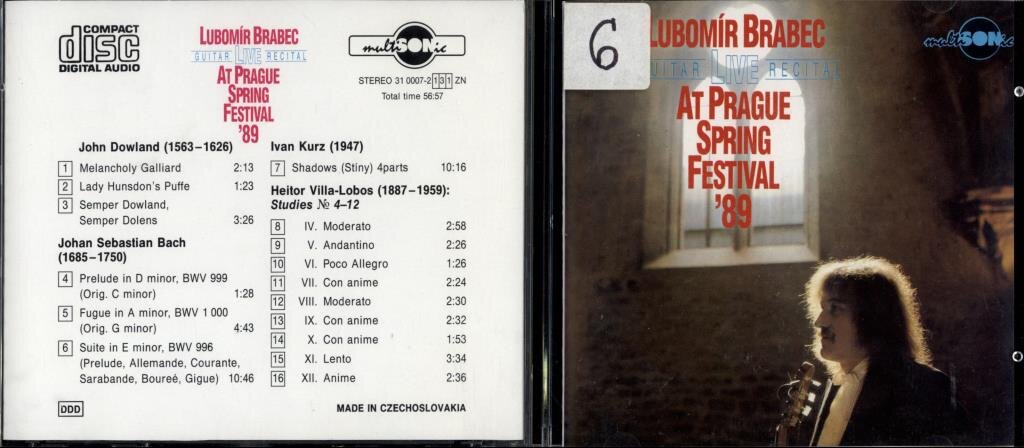 COMPACT
disc
DIGITAL AUDIO
LUBOMÍR BRABEC
GUITAR LIVE RECITAL
AT PRAGUE
SPRING
FESTIVAL
'89
multiSONic
STEREO 31 0007-2 131 ZN
Total time 56:57
John Dowland (1563–1626)
1 Melancholy Galliard 2:13
2 Lady Hunsdon's Puffe 1:23
3 Semper Dowland,
Semper Dolens 3:26
Johan Sebastian Bach
(1685–1750)
4 Prelude in D minor, BWV 999
(Orig. C minor) 1:28
5 Fugue in A minor, BWV 1 000
(Orig. G minor) 4:43
6 Suite in E minor, BWV 996
(Prelude, Allemande, Courante,
Sarabande, Boureé, Gigue) 10:46
DDD
Ivan Kurz (1947)
7 Shadows (Stiny) 4parts 10:16
Heitor Villa-Lobos (1887–1959):
Studies № 4–12
8 IV. Moderato 2:58
9 V. Andantino 2:26
10 VI. Poco Allegro 1:26
11 VII. Con anime 2:24
12 VIII. Moderato 2:30
13 IX. Con anime 2:32
14 X. Con anime 1:53
15 XI. Lento 3:34
16 XII. Anime 2:36
MADE IN CZECHOSLOVAKIA
6
LUBOMÍR BRABEC
UITAR LIVE RECITAL
AT PRAGUE
SPRING
FESTIVAL
'89
multiSONic